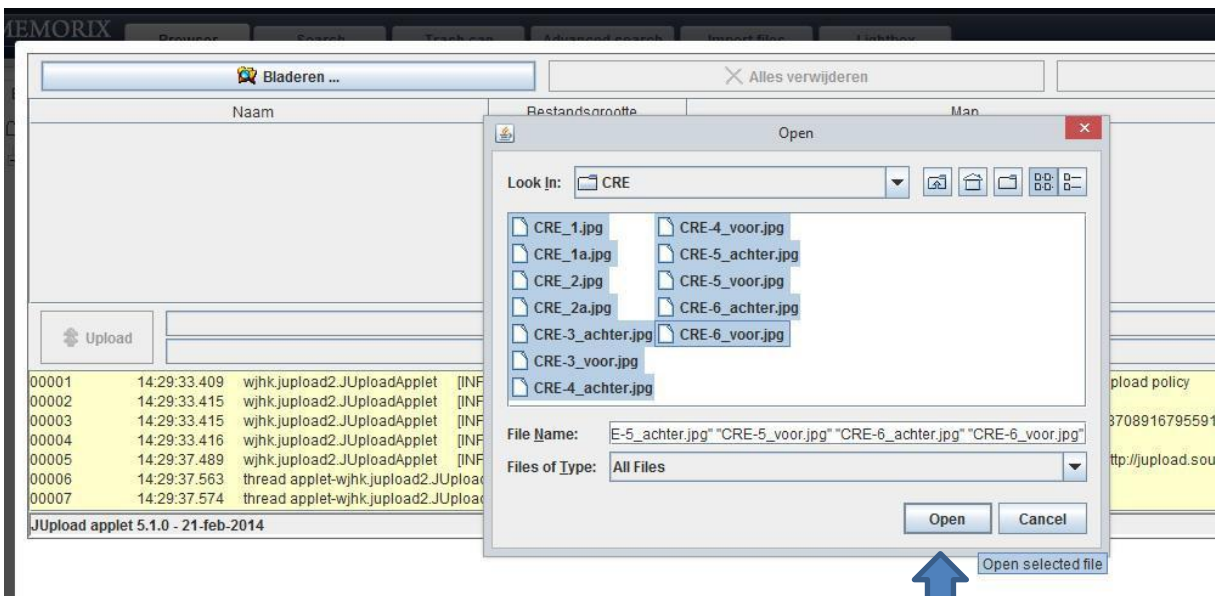 MEMORIX
Browser Search Trash can Advanced search Import files Lightbox
Bladeren ... Alles verwijderen
Naam Bestandsgrootte Map
Open
Look In: CRE
CRE_1.jpg CRE-4_voor.jpg
CRE_1a.jpg CRE-5_achter.jpg
CRE_2.jpg CRE-5_voor.jpg
CRE_2a.jpg CRE-6_achter.jpg
CRE-3_achter.jpg CRE-6_voor.jpg
CRE-3_voor.jpg
CRE-4_achter.jpg
File Name: E-5_achter.jpg" "CRE-5_voor.jpg" "CRE-6_achter.jpg" "CRE-6_voor.jpg"
Files of Type: All Files
Open Cancel
Open selected file
Upload
00001 14:29:33.409 wjhk.jupload2.JUploadApplet [INF pload policy
00002 14:29:33.415 wjhk.jupload2.JUploadApplet [INF
00003 14:29:33.415 wjhk.jupload2.JUploadApplet [INF 3708916795591
00004 14:29:33.416 wjhk.jupload2.JUploadApplet [INF
00005 14:29:37.489 wjhk.jupload2.JUploadApplet [INF ttp://jupload.sou
00006 14:29:37.563 thread applet-wjhk.jupload2.JUploa
00007 14:29:37.574 thread applet-wjhk.jupload2.JUploa
JUpload applet 5.1.0 - 21-feb-2014